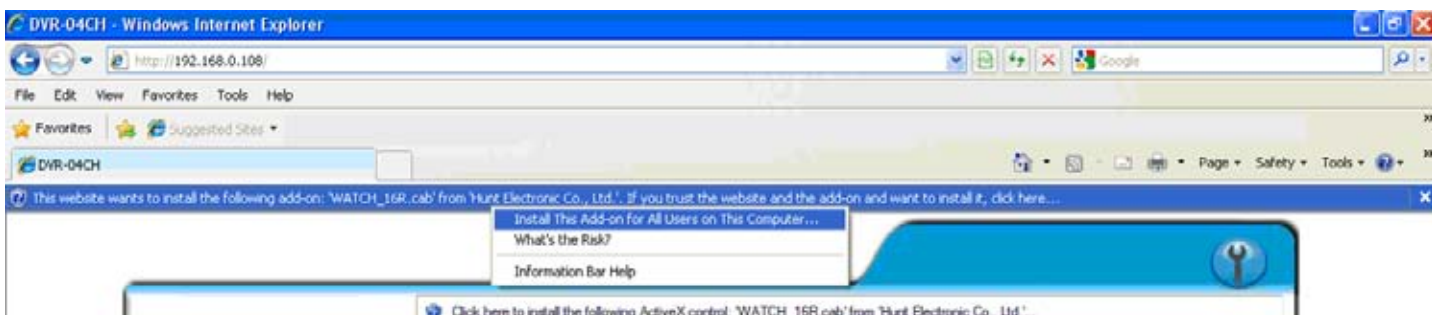 DVR-04CH - Windows Internet Explorer
http://192.168.0.108/
Google
File Edit View Favorites Tools Help
Favorites Suggested Sites
DVR-04CH
Page Safety Tools
This website wants to install the following add-on: 'WATCH_16R.cab' from 'Hunt Electronic Co., Ltd.'. If you trust the website and the add-on and want to install it, click here...
Install This Add-on for All Users on This Computer...
What's the Risk?
Information Bar Help
Click here to install the following ActiveX control: 'WATCH_16R.cab' from 'Hunt Electronic Co., Ltd.'...